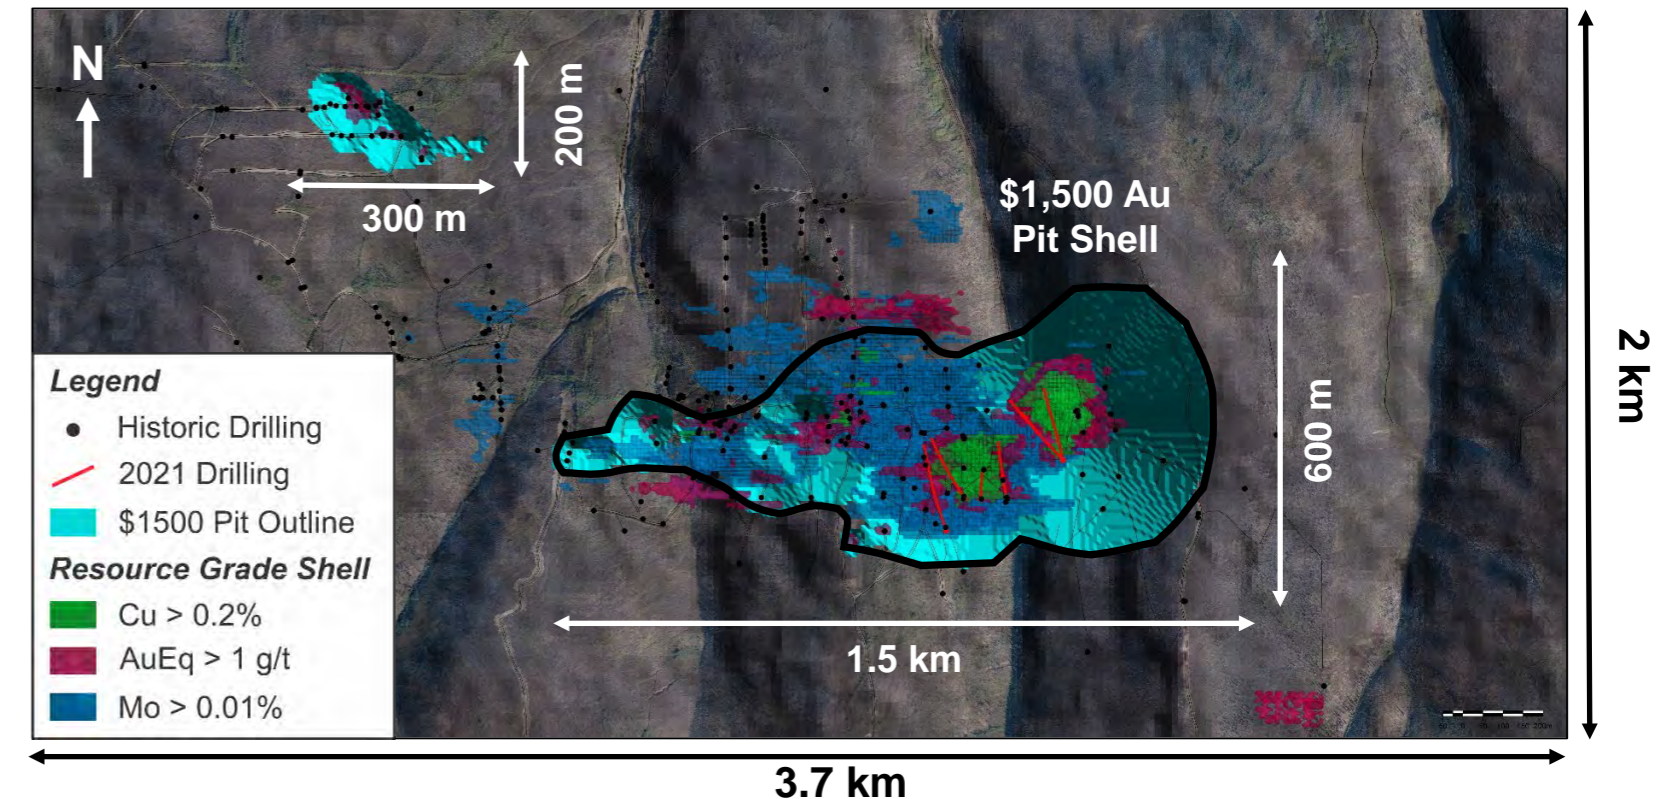 N
200 m
300 m
$1,500 Au
Pit Shell
600 m
2 km
Legend
Historic Drilling
2021 Drilling
$1500 Pit Outline
Resource Grade Shell
Cu > 0.2%
AuEq > 1 g/t
Mo > 0.01%
1.5 km
3.7 km